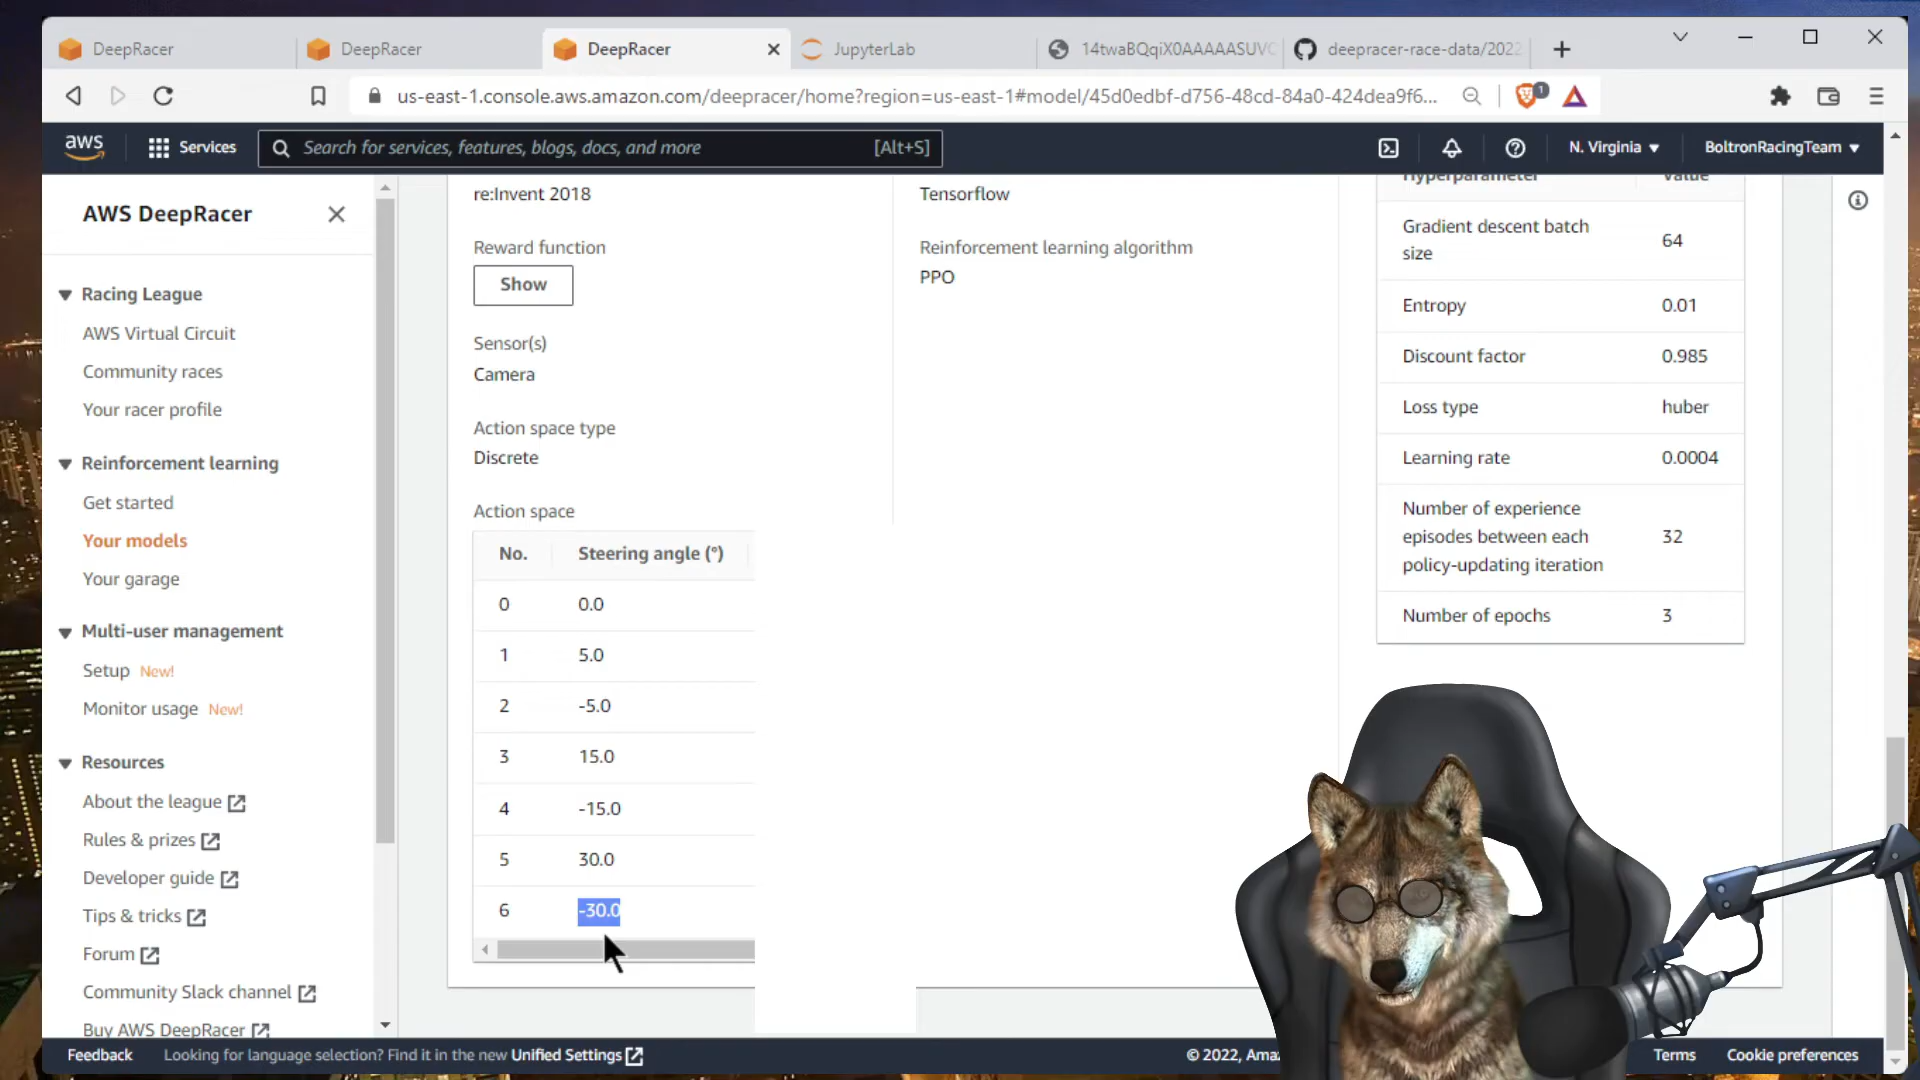 DeepRacer
DeepRacer
DeepRacer
JupyterLab
14twaBQqiX0AAAAASUVC
deepracer-race-data/2022
us-east-1.console.aws.amazon.com/deepracer/home?region=us-east-1#model/45d0edbf-d756-48cd-84a0-424dea9f6...
1
aws
Services
Search for services, features, blogs, docs, and more
[Alt+S]
N. Virginia
BoltronRacingTeam
AWS DeepRacer
Racing League
AWS Virtual Circuit
Community races
Your racer profile
Reinforcement learning
Get started
Your models
Your garage
Multi-user management
Setup New!
Monitor usage New!
Resources
About the league
Rules & prizes
Developer guide
Tips & tricks
Forum
Community Slack channel
Buy AWS DeepRacer
re:Invent 2018
Reward function
Show
Sensor(s)
Camera
Action space type
Discrete
Action space
No. Steering angle (°)
0 0.0
1 5.0
2 -5.0
3 15.0
4 -15.0
5 30.0
6 -30.0
Tensorflow
Reinforcement learning algorithm
PPO
Hyperparameter Value
Gradient descent batch
size
64
Entropy 0.01
Discount factor 0.985
Loss type huber
Learning rate 0.0004
Number of experience
episodes between each
policy-updating iteration
32
Number of epochs 3
Feedback
Looking for language selection? Find it in the new Unified Settings
© 2022, Ama
Terms
Cookie preferences